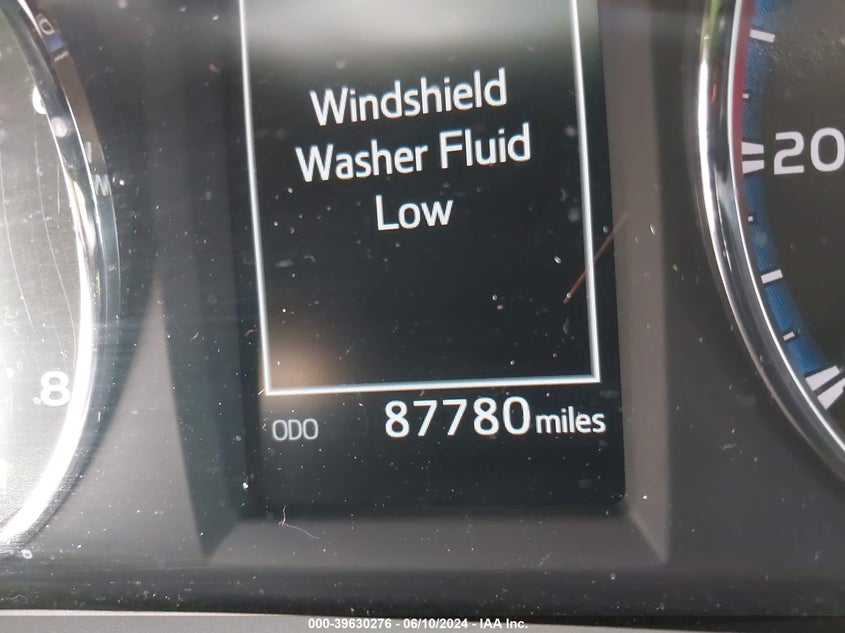 Windshield
Washer Fluid
Low
20
8
ODO 87780 miles
000-39630276 - 06/10/2024 - IAA Inc.